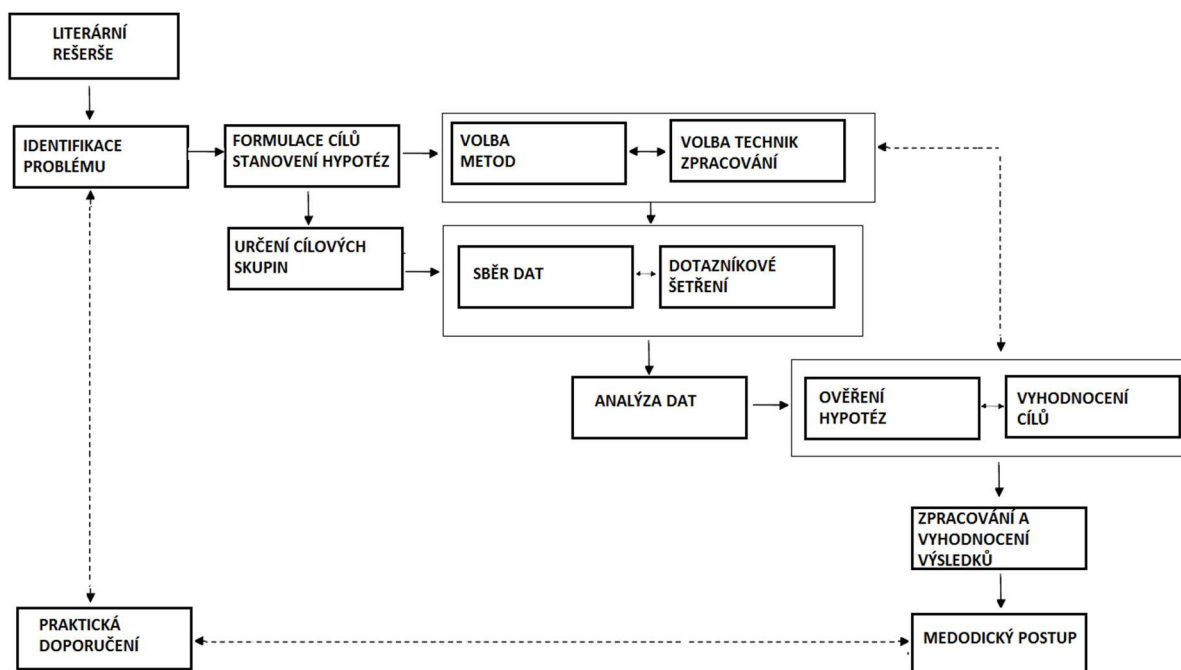 LITERÁRNÍ
REŠERŠE
IDENTIFIKACE
PROBLÉMU
FORMULACE CÍLŮ
STANOVENÍ HYPOTÉZ
VOLBA
METOD
VOLBA TECHNIK
ZPRACOVÁNÍ
URČENÍ CÍLOVÝCH
SKUPIN
SBĚR DAT
DOTAZNÍKOVÉ
ŠETŘENÍ
ANALÝZA DAT
OVĚŘENÍ
HYPOTÉZ
VYHODNOCENÍ
CÍLŮ
ZPRACOVÁNÍ A
VYHODNOCENÍ
VÝSLEDKŮ
PRAKTICKÁ
DOPORUČENÍ
MEDODICKÝ POSTUP